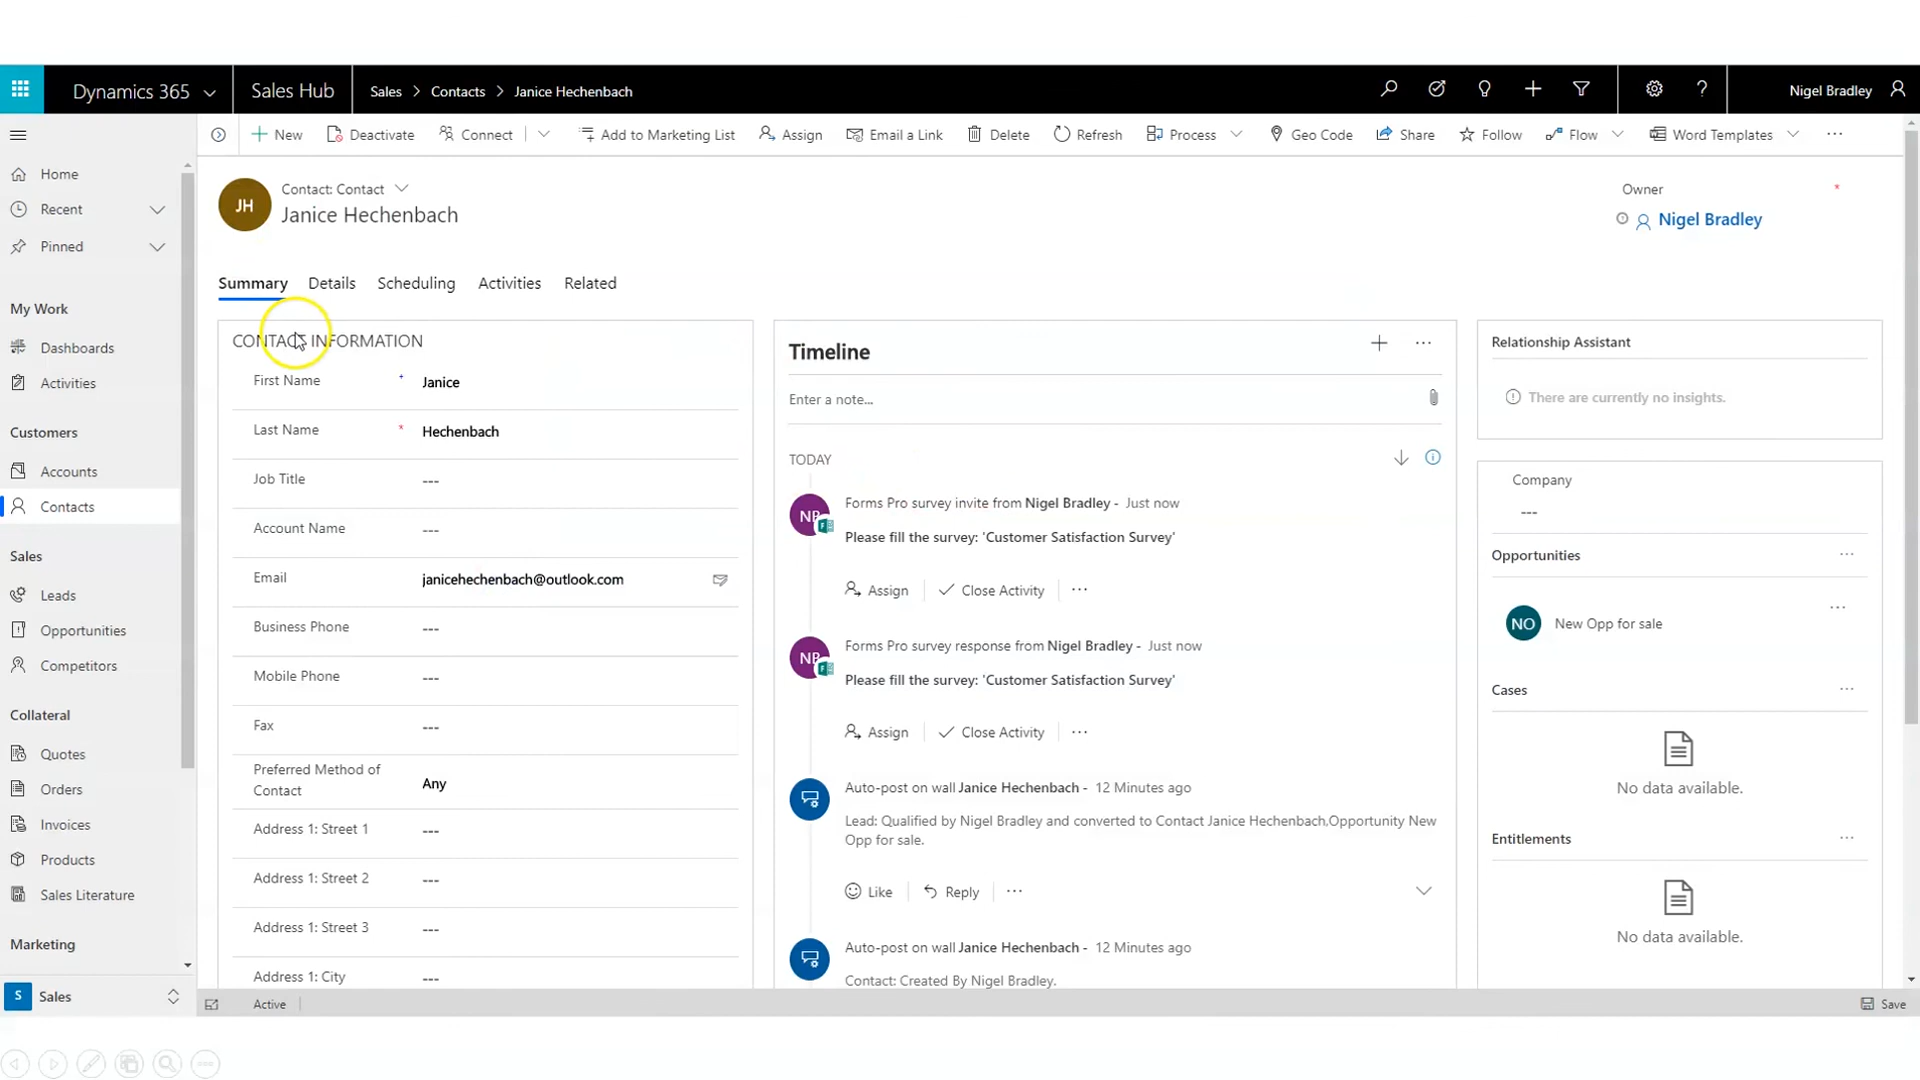 Dynamics 365
Sales Hub
Sales > Contacts > Janice Hechenbach
Nigel Bradley
New
Deactivate
Connect
Add to Marketing List
Assign
Email a Link
Delete
Refresh
Process
Geo Code
Share
Follow
Flow
Word Templates
Home
Recent
Pinned
My Work
Dashboards
Activities
Customers
Accounts
Contacts
Sales
Leads
Opportunities
Competitors
Collateral
Quotes
Orders
Invoices
Products
Sales Literature
Marketing
S Sales
JH
Contact: Contact
Janice Hechenbach
Owner *
Nigel Bradley
Summary
Details
Scheduling
Activities
Related
CONTACT INFORMATION
First Name + Janice
Last Name * Hechenbach
Job Title ---
Account Name ---
Email janicehechenbach@outlook.com
Business Phone ---
Mobile Phone ---
Fax ---
Preferred Method of
Contact
Any
Address 1: Street 1 ---
Address 1: Street 2 ---
Address 1: Street 3 ---
Address 1: City ---
Timeline
Enter a note...
TODAY
NB
Forms Pro survey invite from Nigel Bradley - Just now
Please fill the survey: 'Customer Satisfaction Survey'
Assign
Close Activity
NB
Forms Pro survey response from Nigel Bradley - Just now
Please fill the survey: 'Customer Satisfaction Survey'
Assign
Close Activity
Auto-post on wall Janice Hechenbach - 12 Minutes ago
Lead: Qualified by Nigel Bradley and converted to Contact Janice Hechenbach,Opportunity New
Opp for sale.
Like
Reply
Auto-post on wall Janice Hechenbach - 12 Minutes ago
Contact: Created By Nigel Bradley.
Relationship Assistant
There are currently no insights.
Company
---
Opportunities
NO New Opp for sale
Cases
No data available.
Entitlements
No data available.
Active
Save